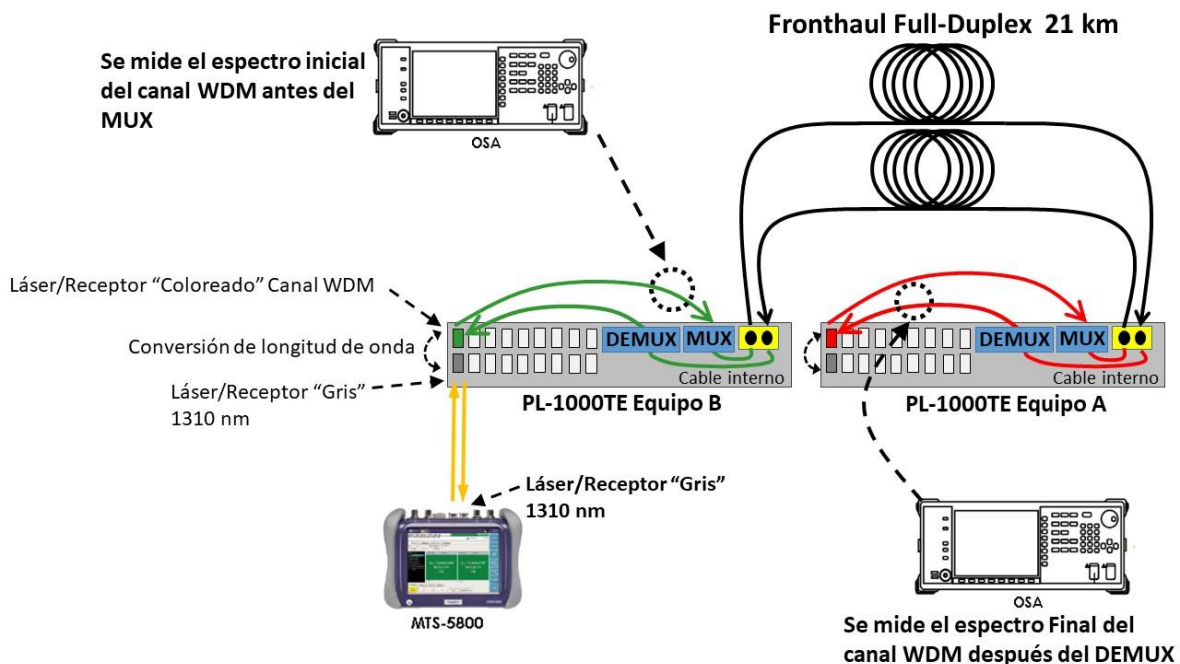 Fronthaul Full-Duplex 21 km
Se mide el espectro inicial
del canal WDM antes del
MUX
OSA
Láser/Receptor “Coloreado” Canal WDM
Conversión de longitud de onda
Láser/Receptor “Gris”
1310 nm
DEMUX
MUX
Cable interno
PL-1000TE Equipo B
DEMUX
MUX
Cable interno
PL-1000TE Equipo A
Láser/Receptor “Gris”
1310 nm
MTS-5800
OSA
Se mide el espectro Final del
canal WDM después del DEMUX